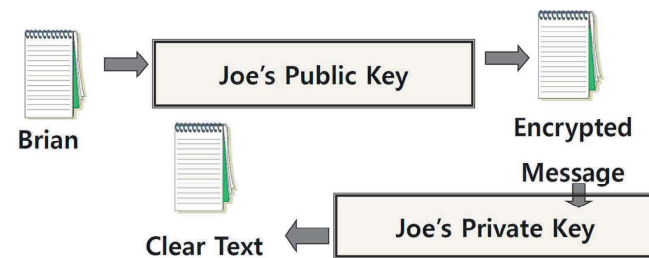 Joe's Public Key
Brian
Encrypted
Message
Joe's Private Key
Clear Text